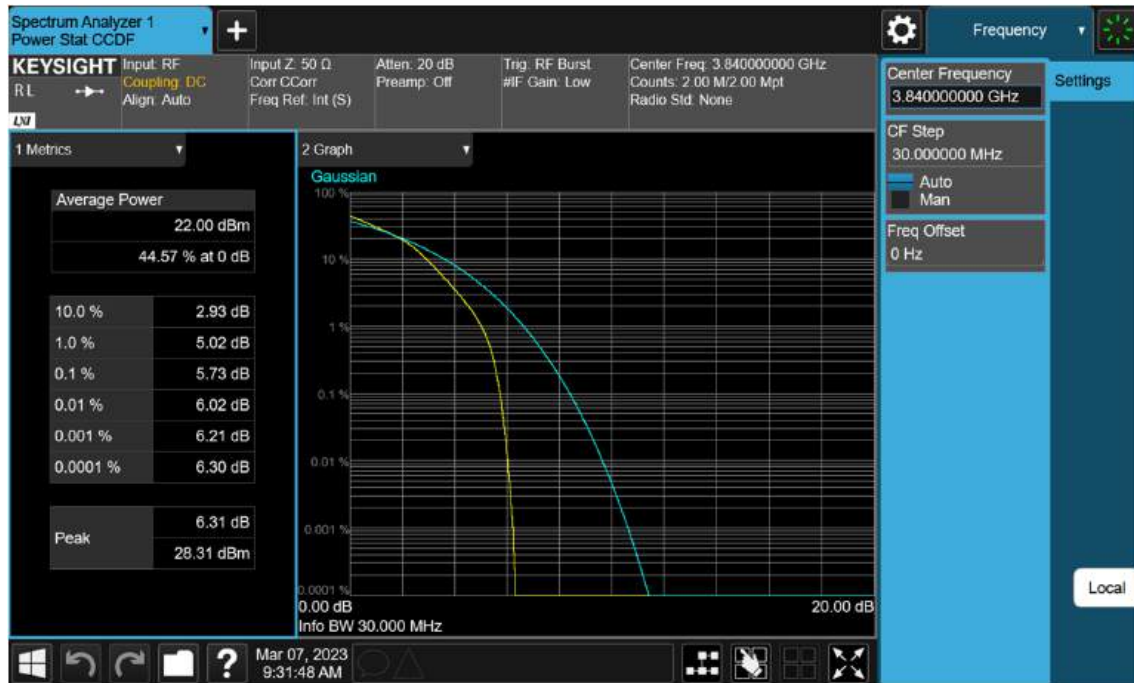 Spectrum Analyzer 1
Power Stat CCDF
+
Frequency
KEYSIGHT
RL
LXI
Input: RF
Coupling: DC
Align: Auto
Input Z: 50 Ω
Corr CCorr
Freq Ref: Int (S)
Atten: 20 dB
Preamp: Off
Trig: RF Burst
#IF Gain: Low
Center Freq: 3.840000000 GHz
Counts: 2.00 M/2.00 Mpt
Radio Std: None
Center Frequency
3.840000000 GHz
Settings
CF Step
30.000000 MHz
Auto
Man
Freq Offset
0 Hz
1 Metrics
Average Power
22.00 dBm
44.57 % at 0 dB
10.0 % 2.93 dB
1.0 % 5.02 dB
0.1 % 5.73 dB
0.01 % 6.02 dB
0.001 % 6.21 dB
0.0001 % 6.30 dB
Peak
6.31 dB
28.31 dBm
2 Graph
Gaussian
100 %
10 %
1 %
0.1 %
0.01 %
0.001 %
0.0001 %
0.00 dB 20.00 dB
Info BW 30.000 MHz
Local
?
Mar 07, 2023
9:31:48 AM